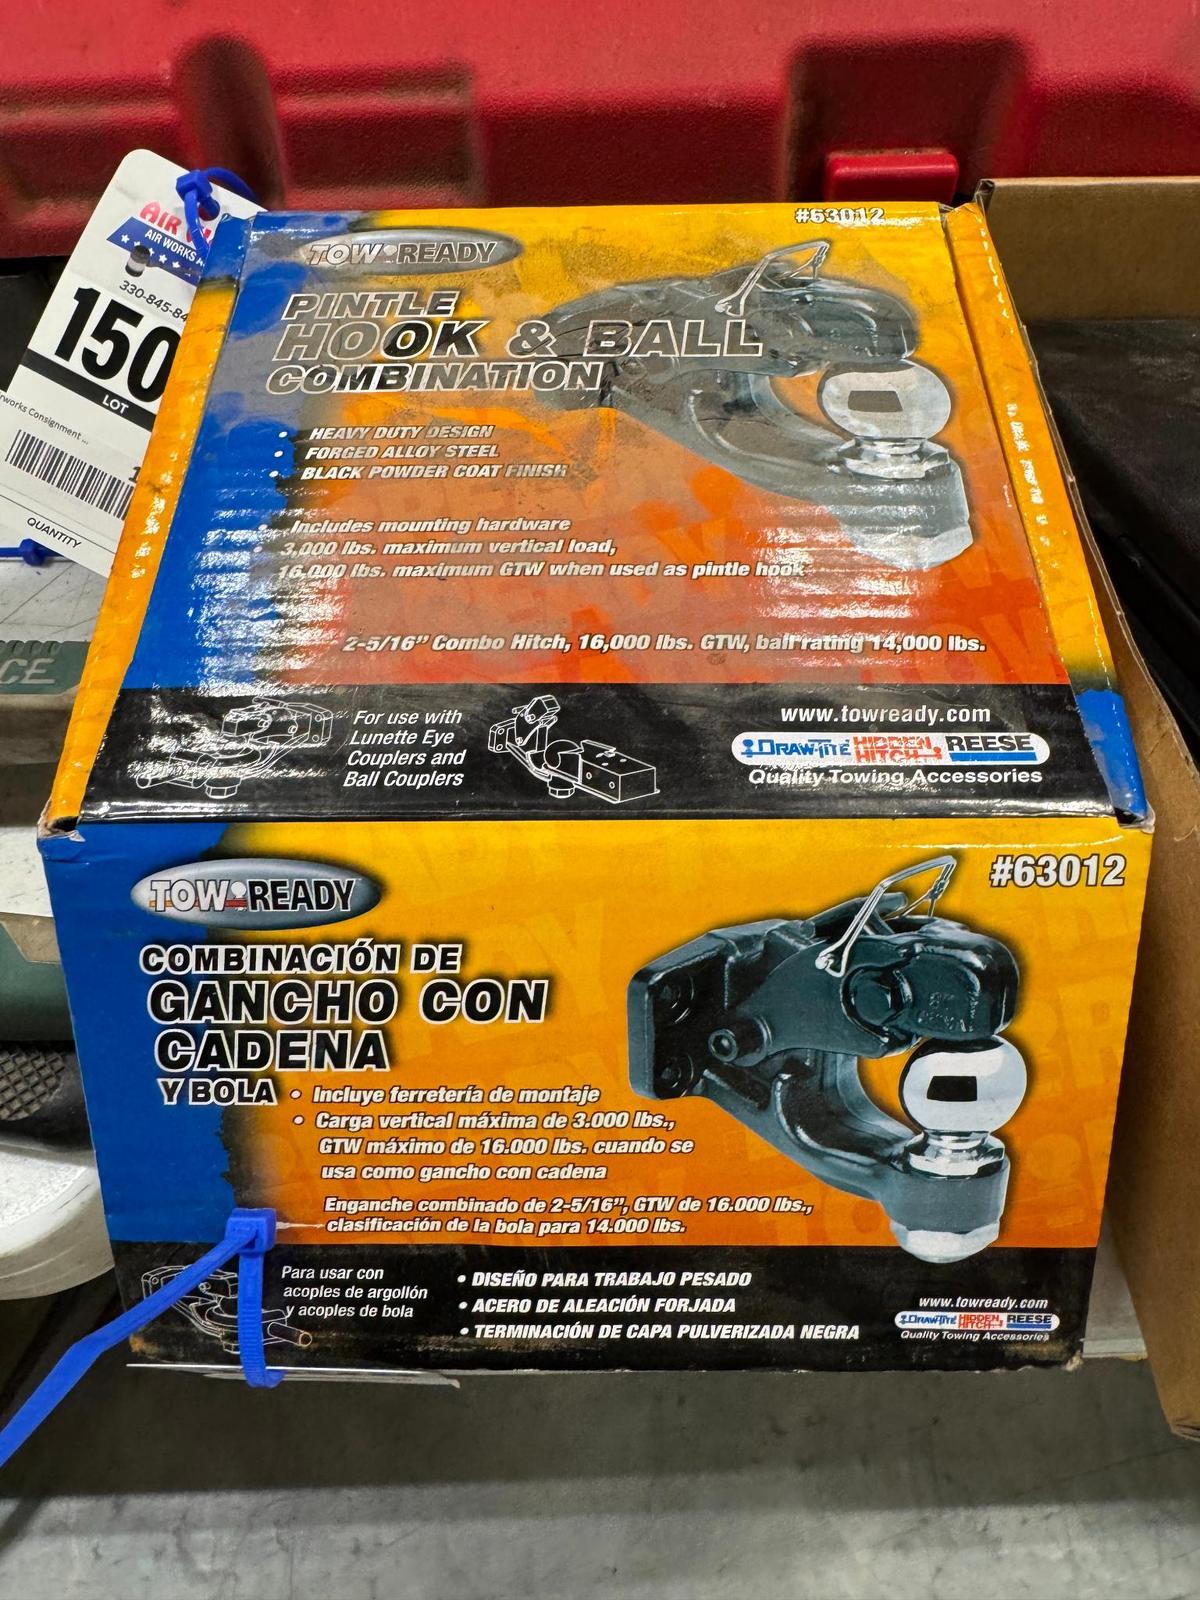 AIR
AIR WORKS
330-845-84
150
LOT
rworks Consignment ...
QUANTITY
CE
#63012
TOW READY
PINTLE
HOOK & BALL
COMBINATION
• HEAVY DUTY DESIGN
• FORGED ALLOY STEEL
• BLACK POWDER COAT FINISH
• Includes mounting hardware
• 3,000 lbs. maximum vertical load,
16,000 lbs. maximum GTW when used as pintle hook
2-5/16" Combo Hitch, 16,000 lbs. GTW, ball rating 14,000 lbs.
For use with
Lunette Eye
Couplers and
Ball Couplers
www.towready.com
DRAW-TITE HIDDEN HITCH REESE
Quality Towing Accessories
#63012
TOW READY
COMBINACIÓN DE
GANCHO CON
CADENA
Y BOLA
• Incluye ferretería de montaje
• Carga vertical máxima de 3.000 lbs.,
GTW máximo de 16.000 lbs. cuando se
usa como gancho con cadena
Enganche combinado de 2-5/16", GTW de 16.000 lbs.,
clasificación de la bola para 14.000 lbs.
Para usar con
acoples de argollón
y acoples de bola
• DISEÑO PARA TRABAJO PESADO
• ACERO DE ALEACIÓN FORJADA
• TERMINACIÓN DE CAPA PULVERIZADA NEGRA
www.towready.com
DRAW-TITE HIDDEN HITCH REESE
Quality Towing Accessories